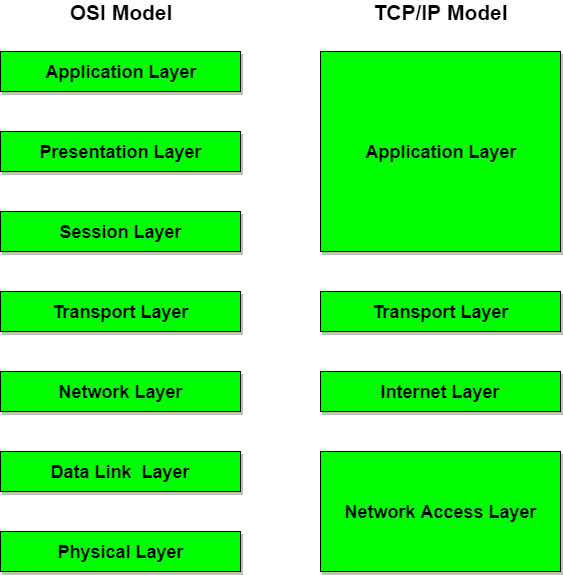 OSI Model
TCP/IP Model
Application Layer
Presentation Layer
Session Layer
Transport Layer
Network Layer
Data Link  Layer
Physical Layer
Application Layer
Transport Layer
Internet Layer
Network Access Layer